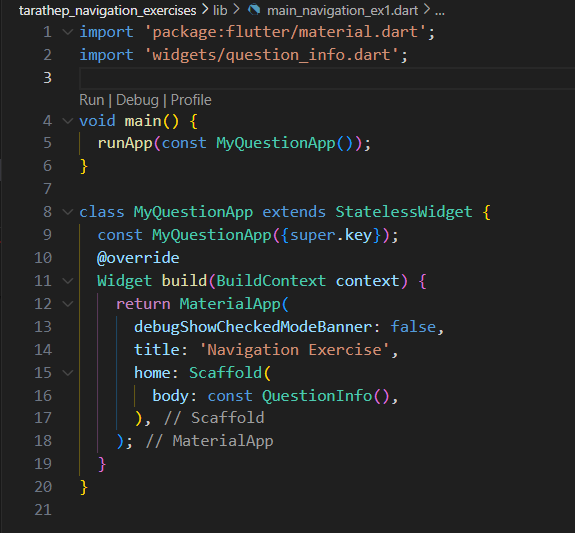 tarathep_navigation_exercises > lib > main_navigation_ex1.dart > ...
1 import 'package:flutter/material.dart';
2 import 'widgets/question_info.dart';
3
Run | Debug | Profile
4 void main() {
5   runApp(const MyQuestionApp());
6 }
7
8 class MyQuestionApp extends StatelessWidget {
9   const MyQuestionApp({super.key});
10   @override
11   Widget build(BuildContext context) {
12     return MaterialApp(
13       debugShowCheckedModeBanner: false,
14       title: 'Navigation Exercise',
15       home: Scaffold(
16         body: const QuestionInfo(),
17       ), // Scaffold
18     ); // MaterialApp
19   }
20 }
21